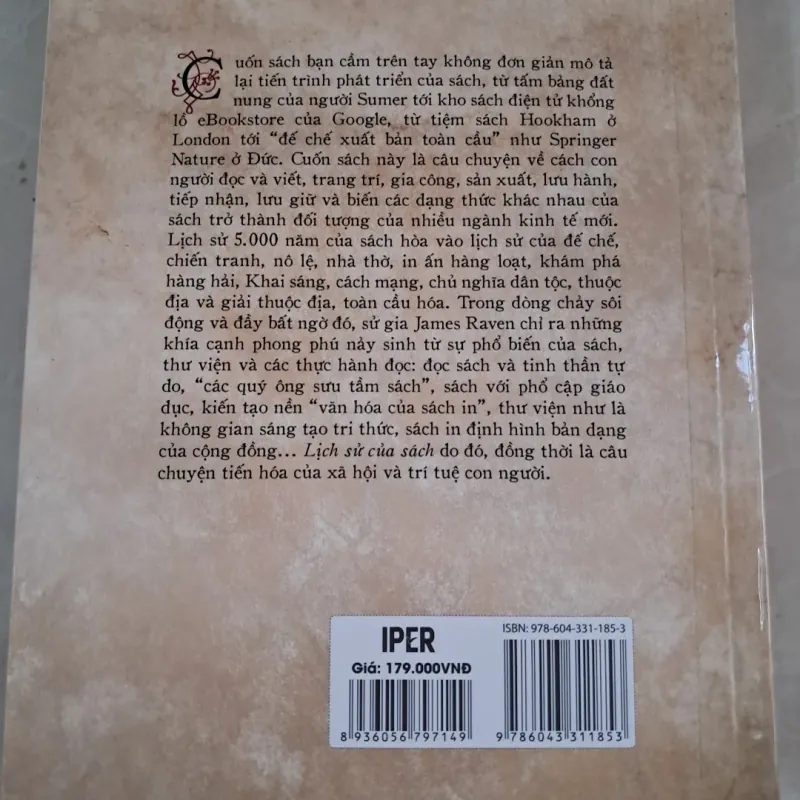 Cuốn sách bạn cầm trên tay không đơn giản mô tả
lại tiến trình phát triển của sách, từ tấm bảng đất
nung của người Sumer tới kho sách điện tử khổng
lồ eBookstore của Google, từ tiệm sách Hookham ở
London tới “đế chế xuất bản toàn cầu” như Springer
Nature ở Đức. Cuốn sách này là câu chuyện về cách con
người đọc và viết, trang trí, gia công, sản xuất, lưu hành,
tiếp nhận, lưu giữ và biến các dạng thức khác nhau của
sách trở thành đối tượng của nhiều ngành kinh tế mới.
Lịch sử 5.000 năm của sách hòa vào lịch sử của đế chế,
chiến tranh, nô lệ, nhà thờ, in ấn hàng loạt, khám phá
hàng hải, Khai sáng, cách mạng, chủ nghĩa dân tộc, thuộc
địa và giải thuộc địa, toàn cầu hóa. Trong dòng chảy sôi
động và đầy bất ngờ đó, sử gia James Raven chỉ ra những
khía cạnh phong phú nảy sinh từ sự phổ biến của sách,
thư viện và các thực hành đọc: đọc sách và tinh thần tự
do, “các quý ông sưu tầm sách”, sách với phổ cập giáo
dục, kiến tạo nền “văn hóa của sách in”, thư viện như là
không gian sáng tạo tri thức, sách in định hình bản dạng
của cộng đồng... Lịch sử của sách do đó, đồng thời là câu
chuyện tiến hóa của xã hội và trí tuệ con người.
IPER
Giá: 179.000VNĐ
8 936056 797149
ISBN: 978-604-331-185-3
9 786043 311853